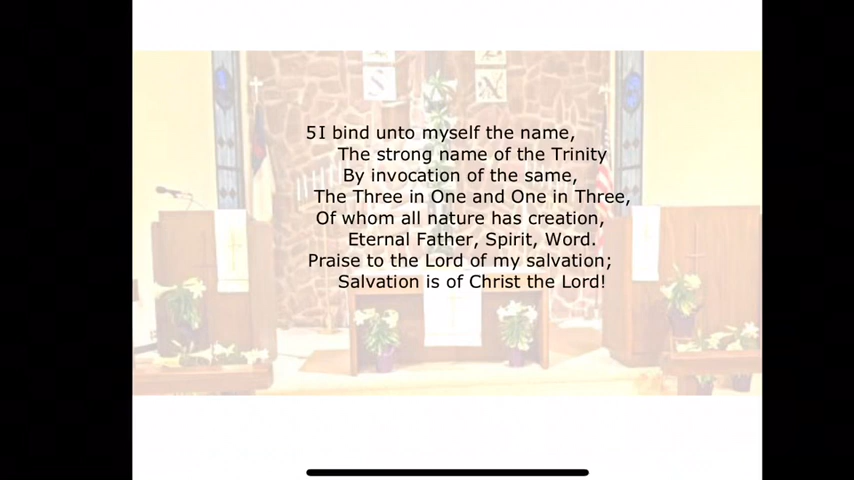 5I bind unto myself the name,
The strong name of the Trinity
By invocation of the same,
The Three in One and One in Three,
Of whom all nature has creation,
Eternal Father, Spirit, Word.
Praise to the Lord of my salvation;
Salvation is of Christ the Lord!